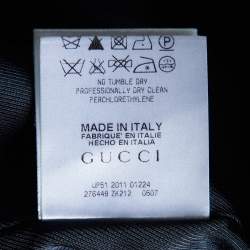 NO TUMBLE DRY
PROFESSIONALLY DRY CLEAN
PERCHLORETHYLENE
MADE IN ITALY
FABRIQUÉ EN ITALIE
HECHO EN ITALIA
GUCCI
UP51 2011 01224
276449 ZK212 0507